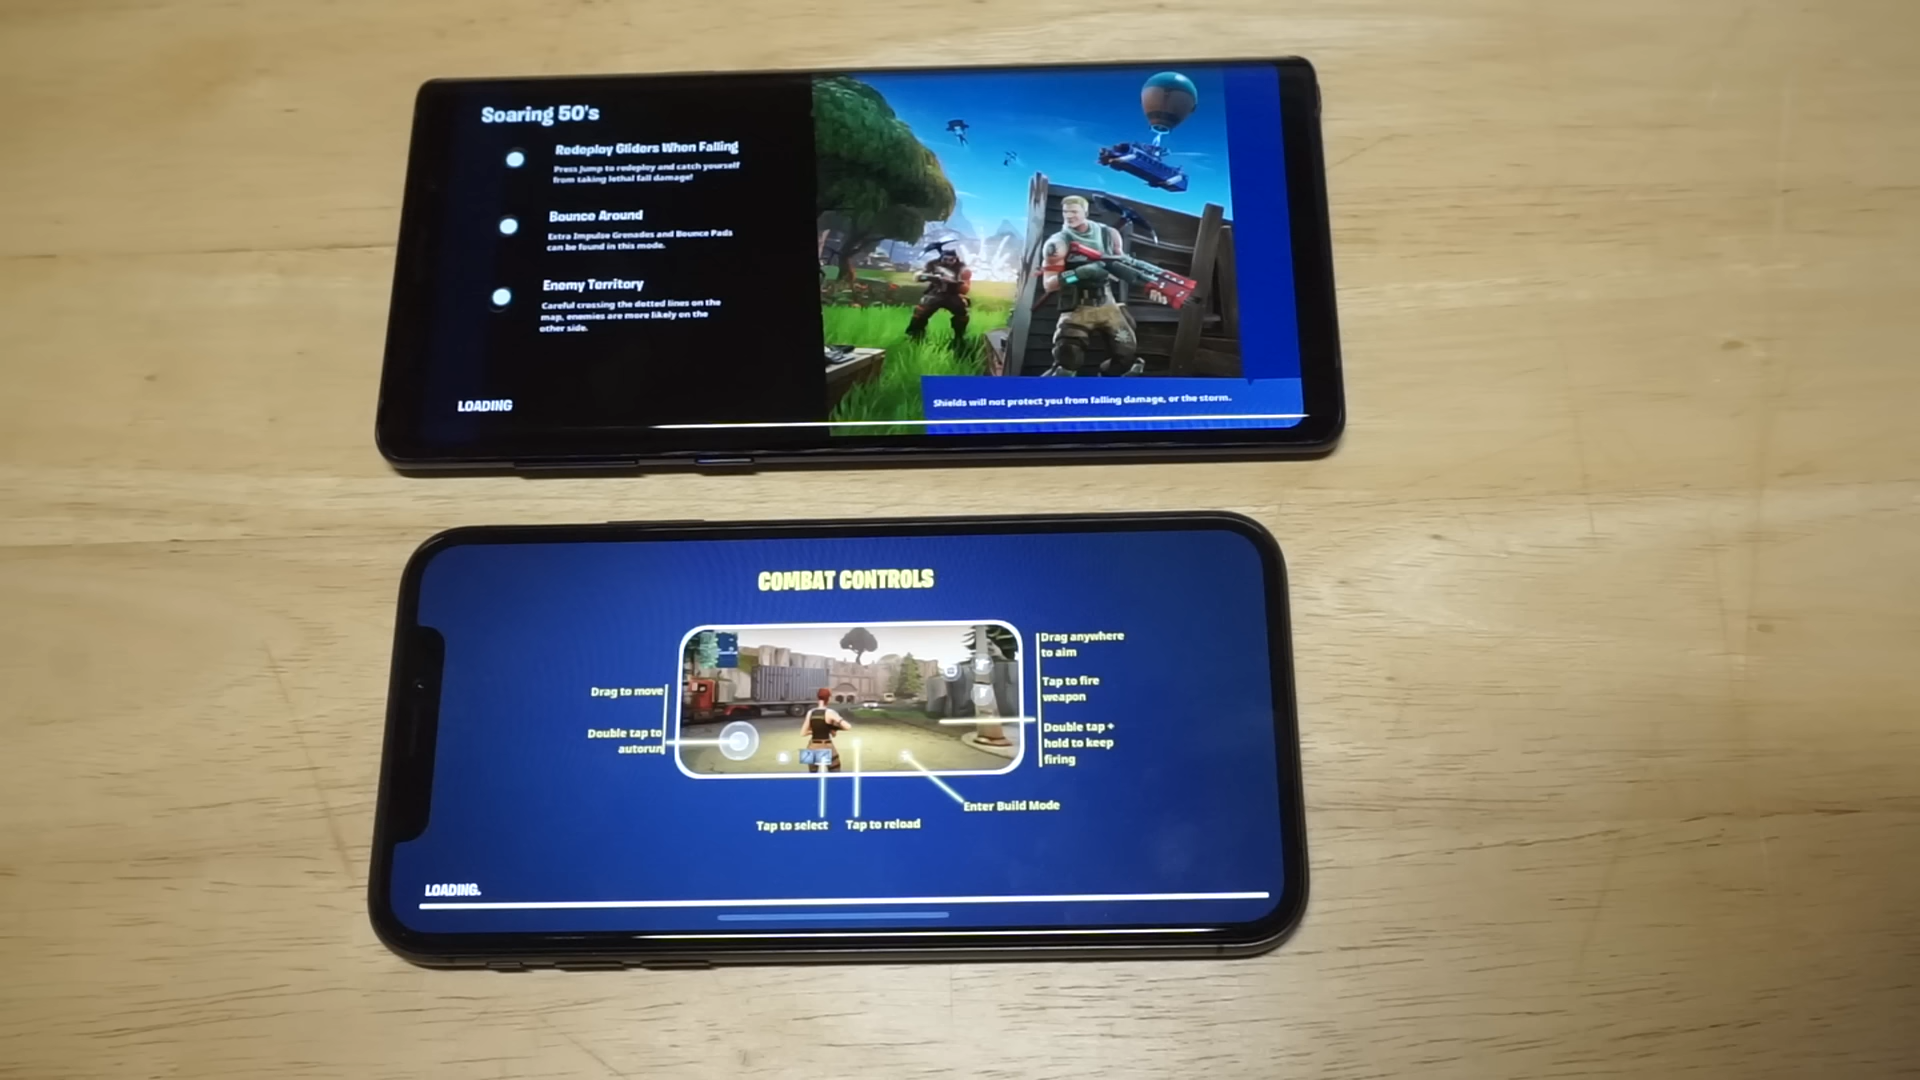 Soaring 50's
Redeploy Gliders When Falling
Press Jump to redeploy and catch yourself
from taking lethal fall damage!
Bounce Around
Extra Impulse Grenades and Bounce Pads
can be found in this mode.
Enemy Territory
Careful crossing the dotted lines on the
map, enemies are more likely on the
other side.
LOADING
Shields will not protect you from falling damage, or the storm.
COMBAT CONTROLS
Drag to move
Double tap to
autorun
Drag anywhere
to aim
Tap to fire
weapon
Double tap +
hold to keep
firing
Enter Build Mode
Tap to select
Tap to reload
LOADING.